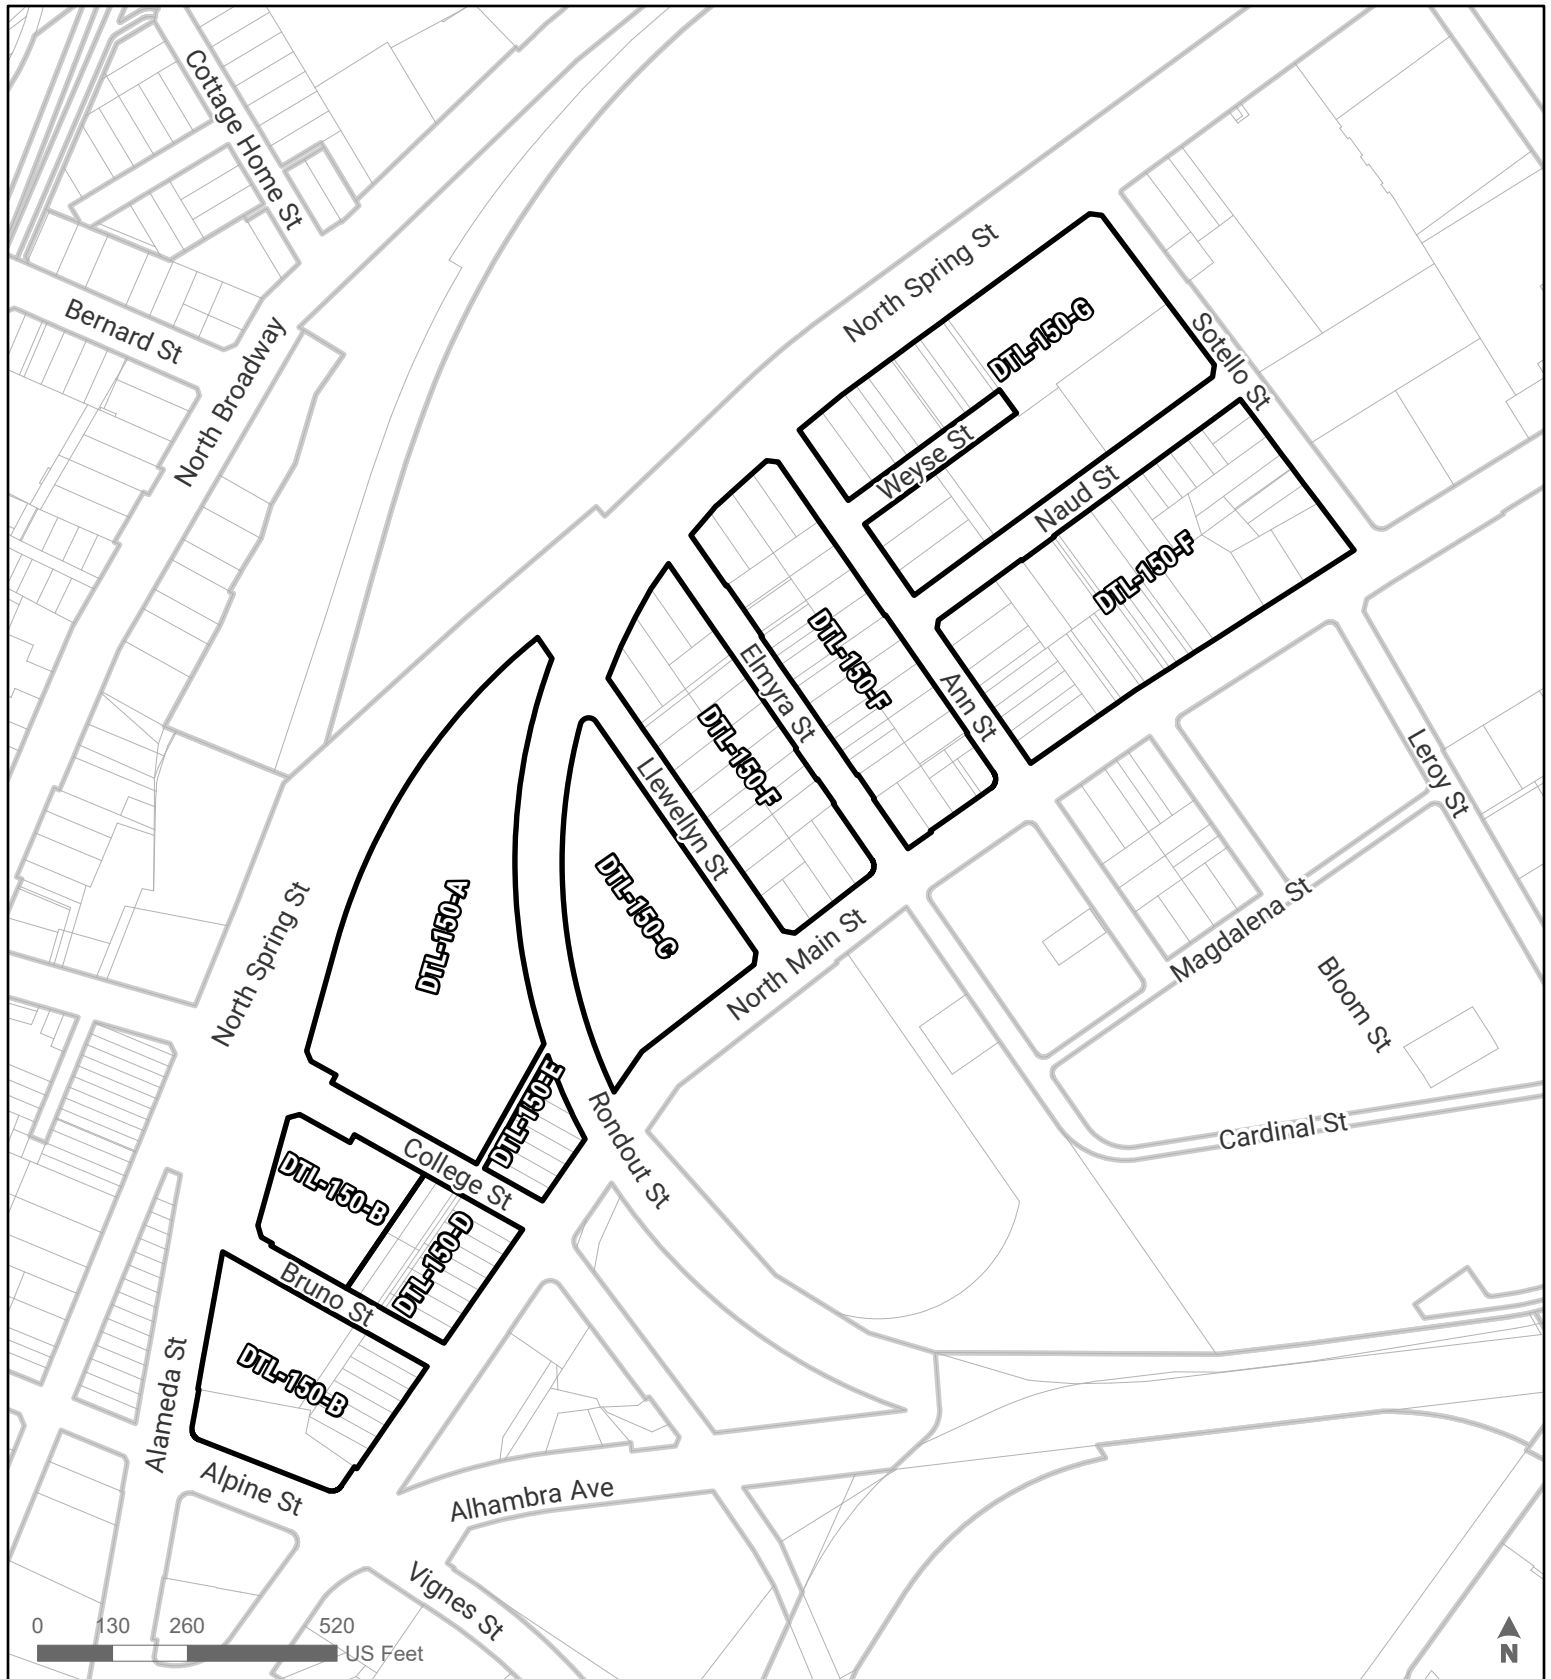 Cottage Home St
Bernard St
North Broadway
North Spring St
DTL-150-G
Sotello St
Weyse St
Naud St
DTL-150-F
DTL-150-F
Elmyra St
Ann St
DTL-150-F
Llewellyn St
Leroy St
DTL-150-A
DTL-150-C
North Spring St
North Main St
Magdalena St
Bloom St
DTL-150-E
Rondout St
Cardinal St
College St
DTL-150-B
DTL-150-D
Bruno St
DTL-150-B
Alameda St
Alpine St
Alhambra Ave
Vignes St
0 130 260 520
US Feet
N